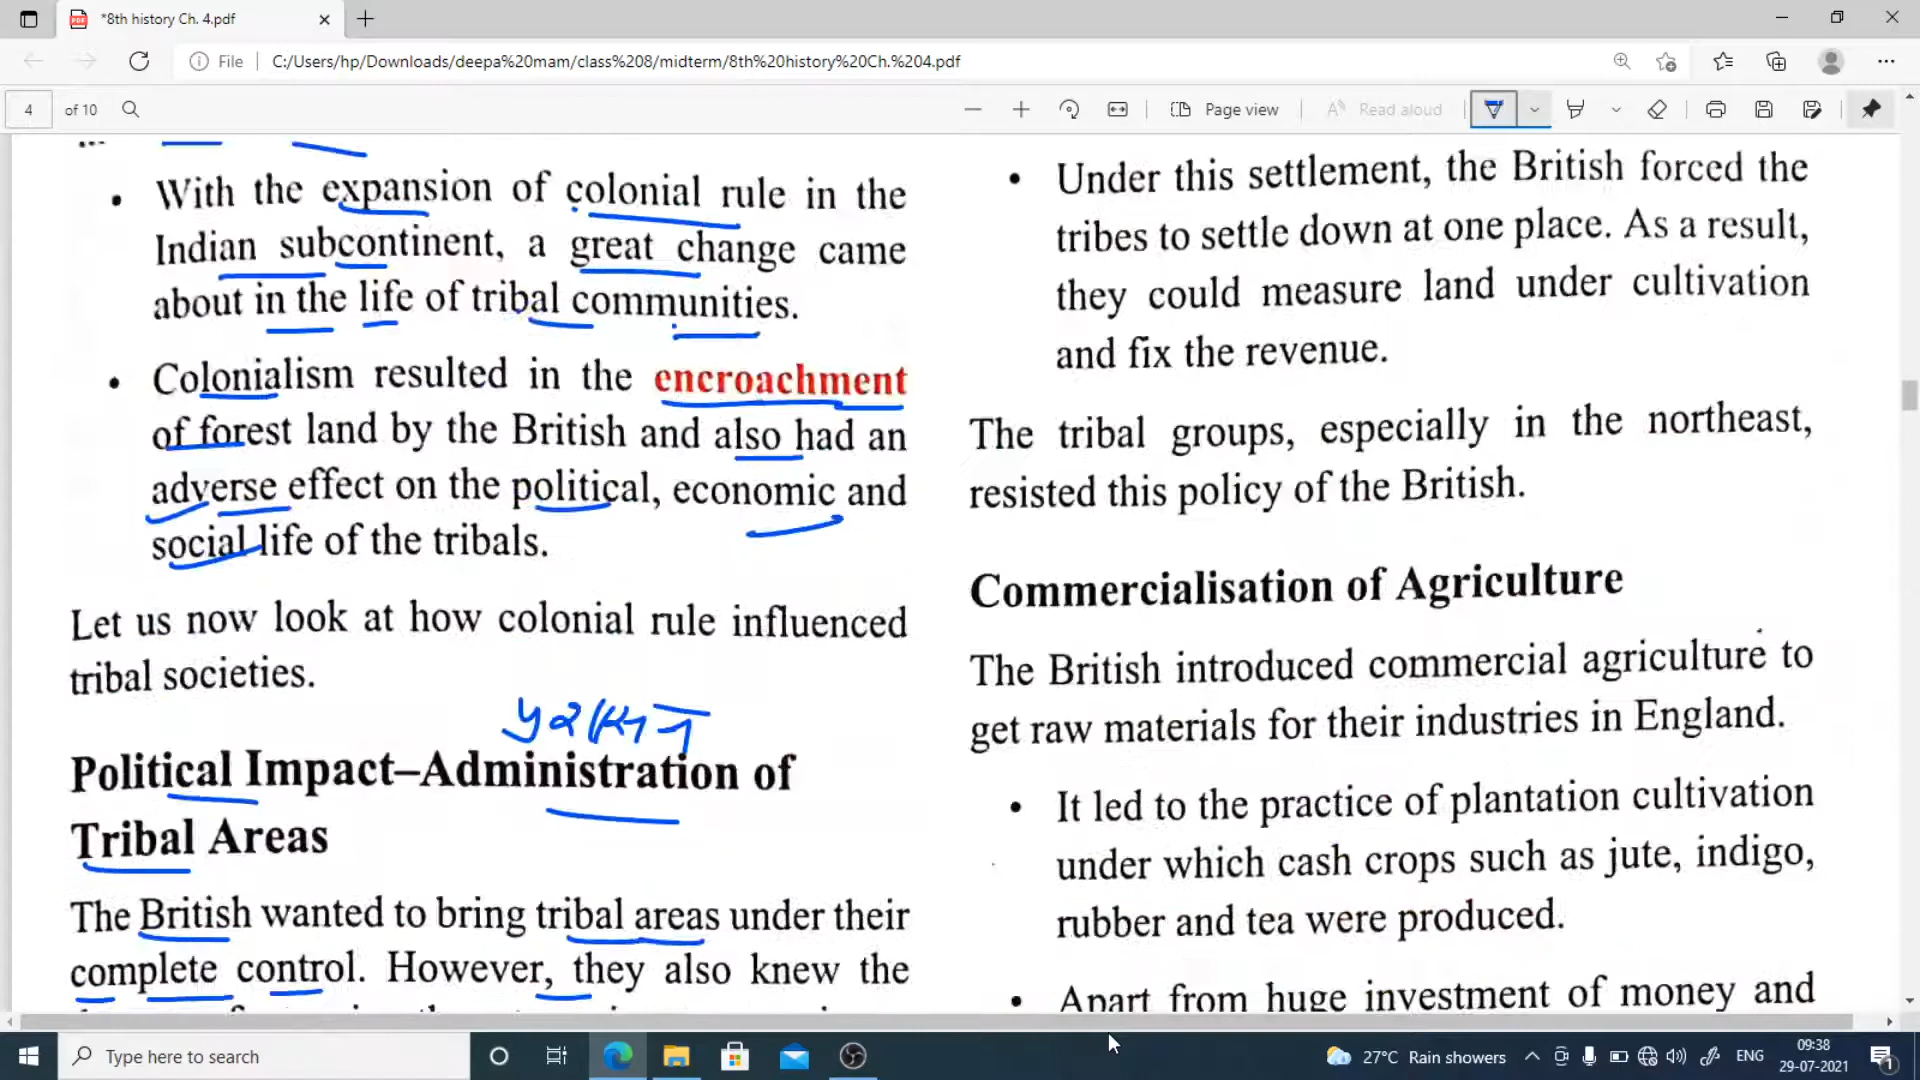 *8th history Ch. 4.pdf
File
C:/Users/hp/Downloads/deepa%20mam/class%208/midterm/8th%20history%20Ch.%204.pdf
4 of 10
Page view
Read aloud
• With the expansion of colonial rule in the
Indian subcontinent, a great change came
about in the life of tribal communities.
• Colonialism resulted in the encroachment
of forest land by the British and also had an
adverse effect on the political, economic and
social life of the tribals.
Let us now look at how colonial rule influenced
tribal societies.
Political Impact–Administration of
Tribal Areas
The British wanted to bring tribal areas under their
complete control. However, they also knew the
• Under this settlement, the British forced the
tribes to settle down at one place. As a result,
they could measure land under cultivation
and fix the revenue.
The tribal groups, especially in the northeast,
resisted this policy of the British.
Commercialisation of Agriculture
The British introduced commercial agriculture to
get raw materials for their industries in England.
• It led to the practice of plantation cultivation
under which cash crops such as jute, indigo,
rubber and tea were produced.
• Apart from huge investment of money and
Type here to search
27°C Rain showers
ENG
09:38
29-07-2021
1